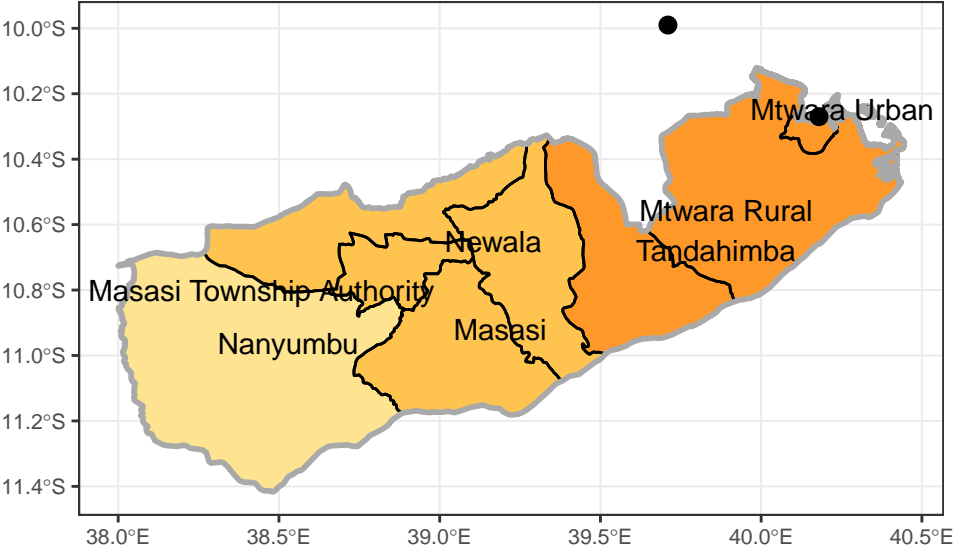 10.0°S
10.2°S
10.4°S
10.6°S
10.8°S
11.0°S
11.2°S
11.4°S
Mtwara Urban
Mtwara Rural
Newala
Tandahimba
Masasi Township Authority
Masasi
Nanyumbu
38.0°E 38.5°E 39.0°E 39.5°E 40.0°E 40.5°E